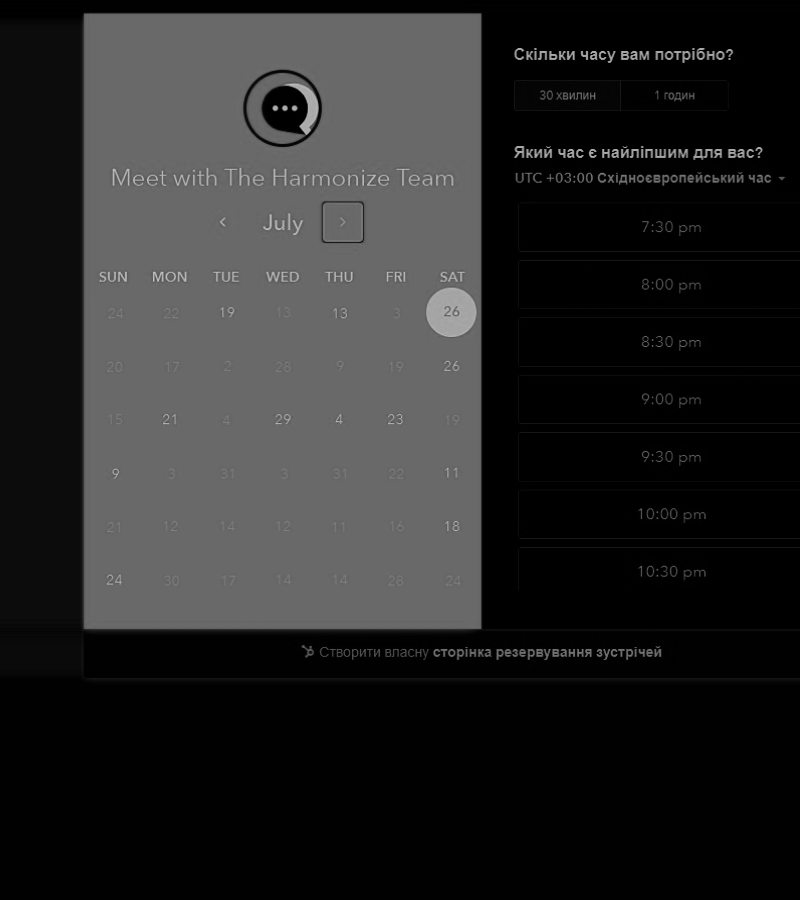 Meet with The Harmonize Team
July
SUN MON TUE WED THU FRI SAT
24 22 19 13 13 3 26
20 17 2 28 9 19 26
15 21 4 29 4 23 19
9 3 31 3 31 22 11
21 12 14 12 11 16 18
24 30 17 14 14 28 24
Скільки часу вам потрібно?
30 хвилин 1 годин
Який час є найліпшим для вас?
UTC +03:00 Східноєвропейський час
7:30 pm
8:00 pm
8:30 pm
9:00 pm
9:30 pm
10:00 pm
10:30 pm
Створити власну сторінка резервування зустрічей